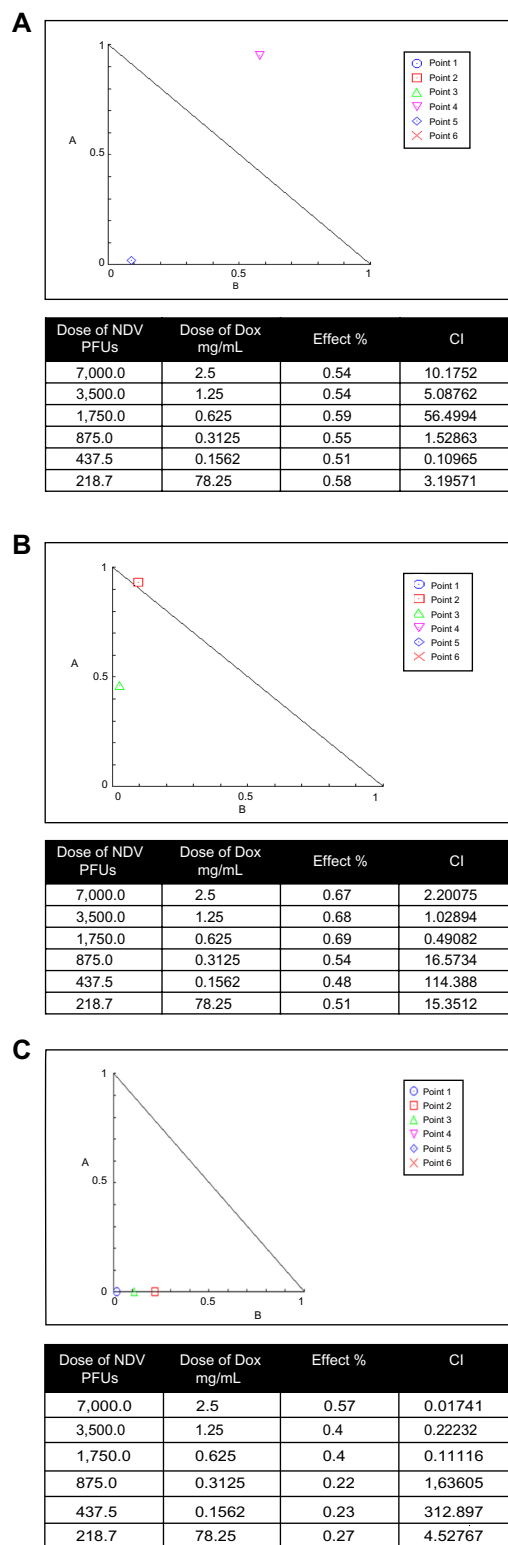 A
1
A
0.5
0
0
0.5
1
B
Point 1
Point 2
Point 3
Point 4
Point 5
Point 6
Dose of NDV PFUs Dose of Dox mg/mL Effect % CI
7,000.0 2.5 0.54 10.1752
3,500.0 1.25 0.54 5.08762
1,750.0 0.625 0.59 56.4994
875.0 0.3125 0.55 1.52863
437.5 0.1562 0.51 0.10965
218.7 78.25 0.58 3.19571
B
1
A
0.5
0
0
0.5
1
B
Point 1
Point 2
Point 3
Point 4
Point 5
Point 6
Dose of NDV PFUs Dose of Dox mg/mL Effect % CI
7,000.0 2.5 0.67 2.20075
3,500.0 1.25 0.68 1.02894
1,750.0 0.625 0.69 0.49082
875.0 0.3125 0.54 16.5734
437.5 0.1562 0.48 114.388
218.7 78.25 0.51 15.3512
C
1
A
0.5
0
0
0.5
1
B
Point 1
Point 2
Point 3
Point 4
Point 5
Point 6
Dose of NDV PFUs Dose of Dox mg/mL Effect % CI
7,000.0 2.5 0.57 0.01741
3,500.0 1.25 0.4 0.22232
1,750.0 0.625 0.4 0.11116
875.0 0.3125 0.22 1,63605
437.5 0.1562 0.23 312.897
218.7 78.25 0.27 4.52767